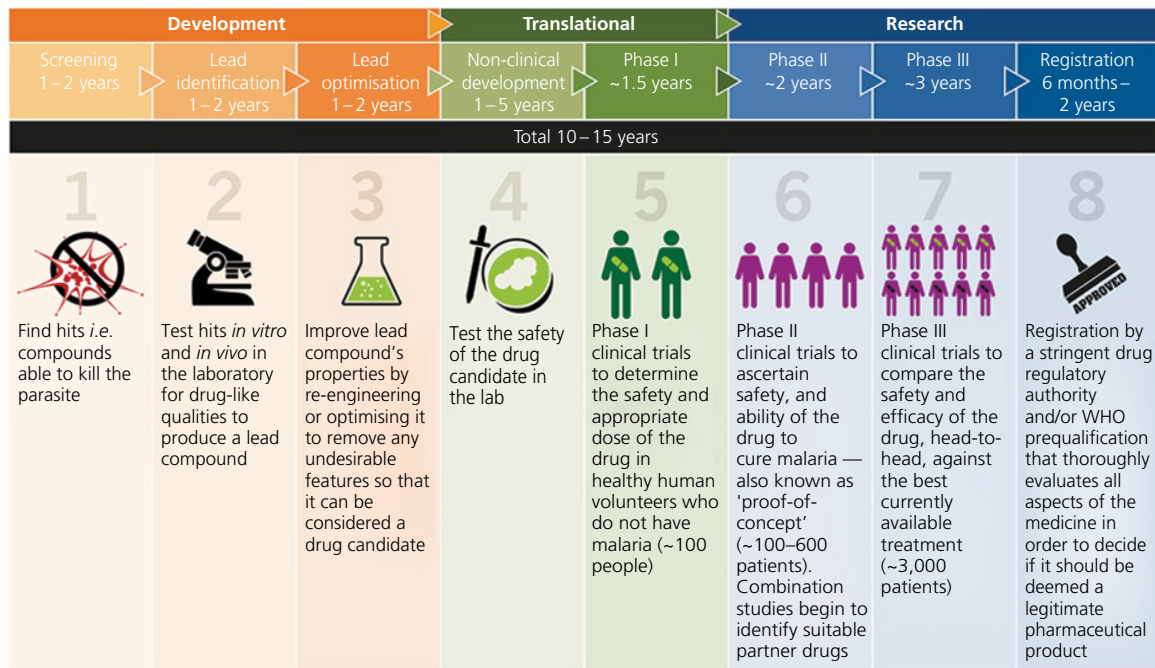 Development
Translational
Research
Screening
1–2 years
Lead
identification
1–2 years
Lead
optimisation
1–2 years
Non-clinical
development
1–5 years
Phase I
~1.5 years
Phase II
~2 years
Phase III
~3 years
Registration
6 months–
2 years
Total 10–15 years
1
Find hits i.e.
compounds
able to kill the
parasite
2
Test hits in vitro
and in vivo in
the laboratory
for drug-like
qualities to
produce a lead
compound
3
Improve lead
compound's
properties by
re-engineering
or optimising it
to remove any
undesirable
features so that
it can be
considered a
drug candidate
4
Test the safety
of the drug
candidate in
the lab
5
Phase I
clinical trials
to determine
the safety and
appropriate
dose of the
drug in
healthy human
volunteers who
do not have
malaria (~100
people)
6
Phase II
clinical trials to
ascertain
safety, and
ability of the
drug to
cure malaria —
also known as
'proof-of-
concept'
(~100–600
patients).
Combination
studies begin to
identify suitable
partner drugs
7
Phase III
clinical trials to
compare the
safety and
efficacy of the
drug, head-to-
head, against
the best
currently
available
treatment
(~3,000
patients)
8
APPROVED
Registration by
a stringent drug
regulatory
authority
and/or WHO
prequalification
that thoroughly
evaluates all
aspects of the
medicine in
order to decide
if it should be
deemed a
legitimate
pharmaceutical
product